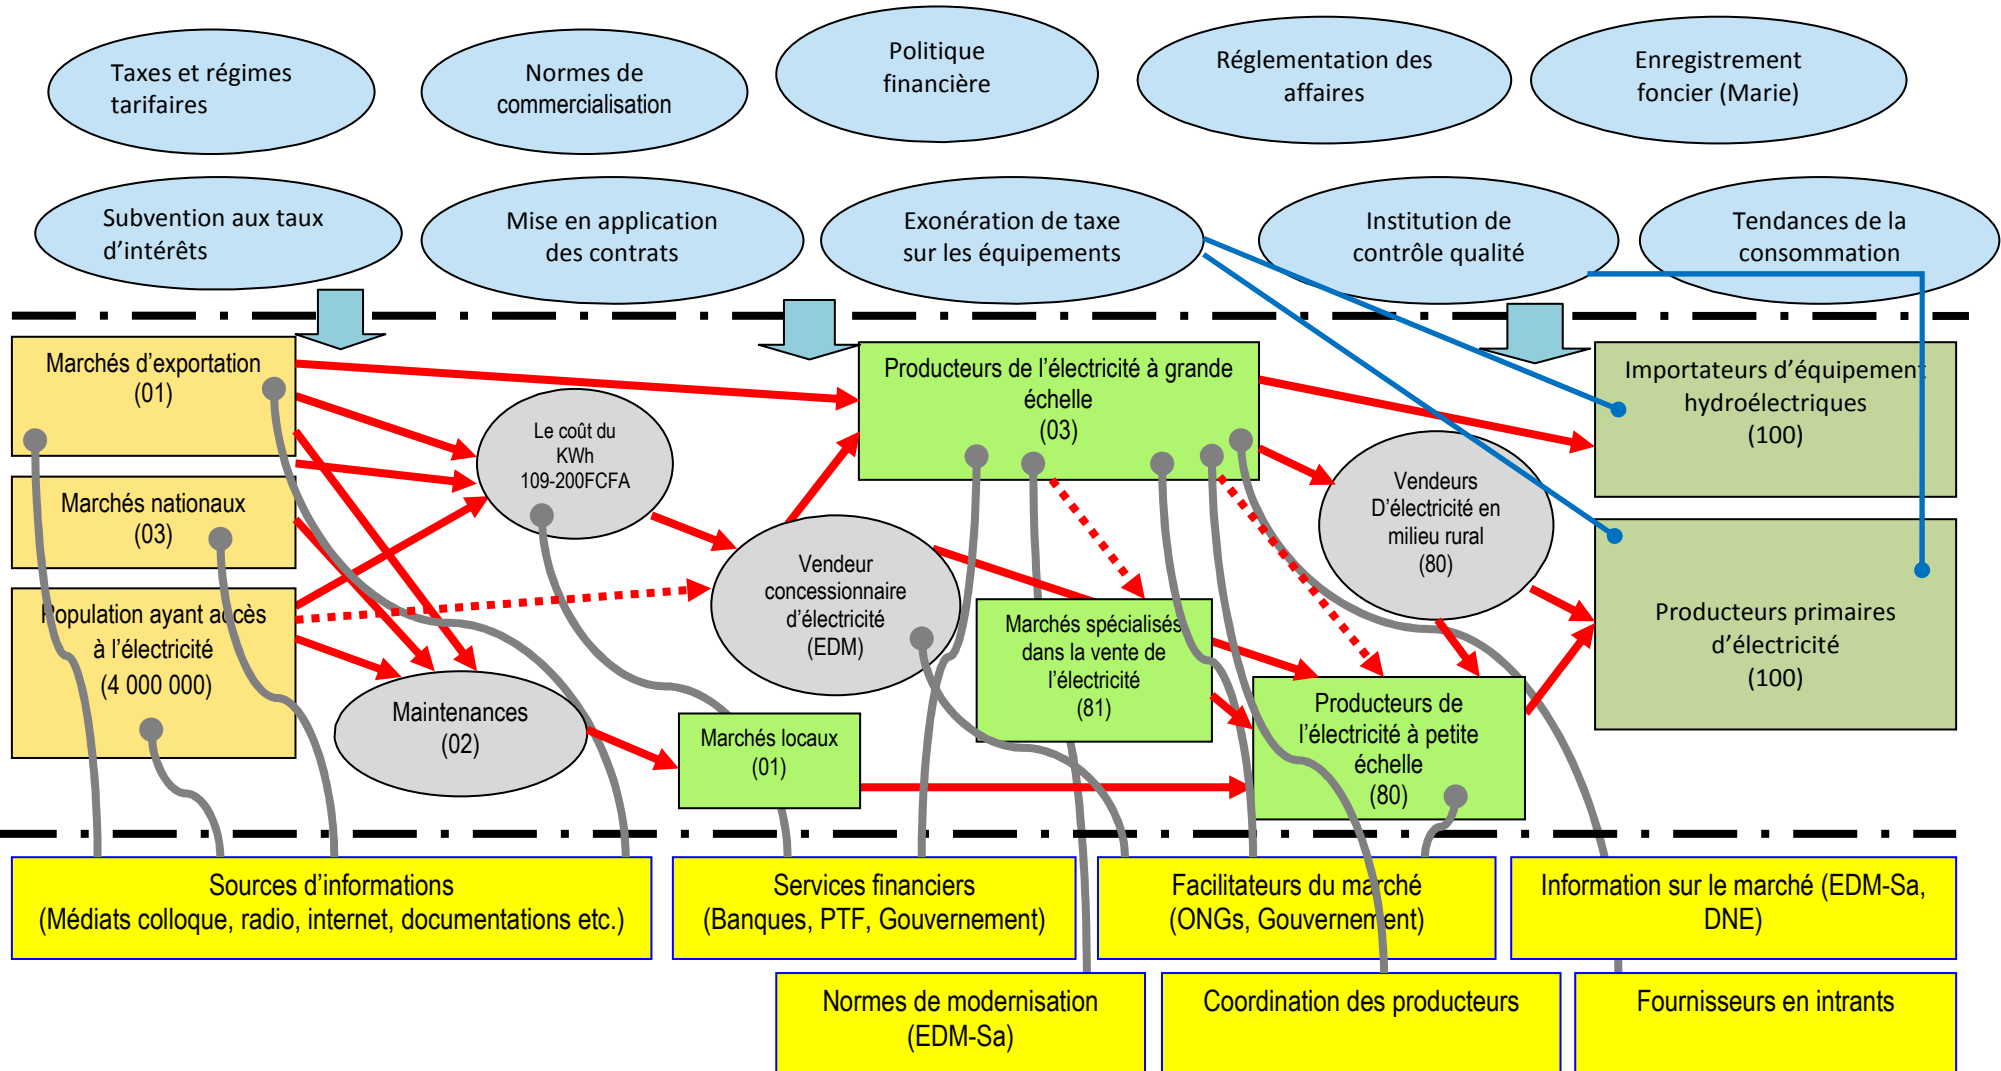 Taxes et régimes
tarifaires
Normes de
commercialisation
Politique
financière
Réglementation des
affaires
Enregistrement
foncier (Marie)
Subvention aux taux
d'intérêts
Mise en application
des contrats
Exonération de taxe
sur les équipements
Institution de
contrôle qualité
Tendances de la
consommation
Marchés d'exportation
(01)
Marchés nationaux
(03)
Population ayant accès
à l'électricité
(4 000 000)
Le coût du
KWh
109-200FCFA
Maintenances
(02)
Vendeur
concessionnaire
d'électricité
(EDM)
Marchés locaux
(01)
Producteurs de l'électricité à grande
échelle
(03)
Marchés spécialisés
dans la vente de
l'électricité
(81)
Vendeurs
D'électricité en
milieu rural
(80)
Producteurs de
l'électricité à petite
échelle
(80)
Importateurs d'équipement
hydroélectriques
(100)
Producteurs primaires
d'électricité
(100)
Sources d'informations
(Médiats colloque, radio, internet, documentations etc.)
Services financiers
(Banques, PTF, Gouvernement)
Facilitateurs du marché
(ONGs, Gouvernement)
Information sur le marché (EDM-Sa,
DNE)
Normes de modernisation
(EDM-Sa)
Coordination des producteurs
Fournisseurs en intrants